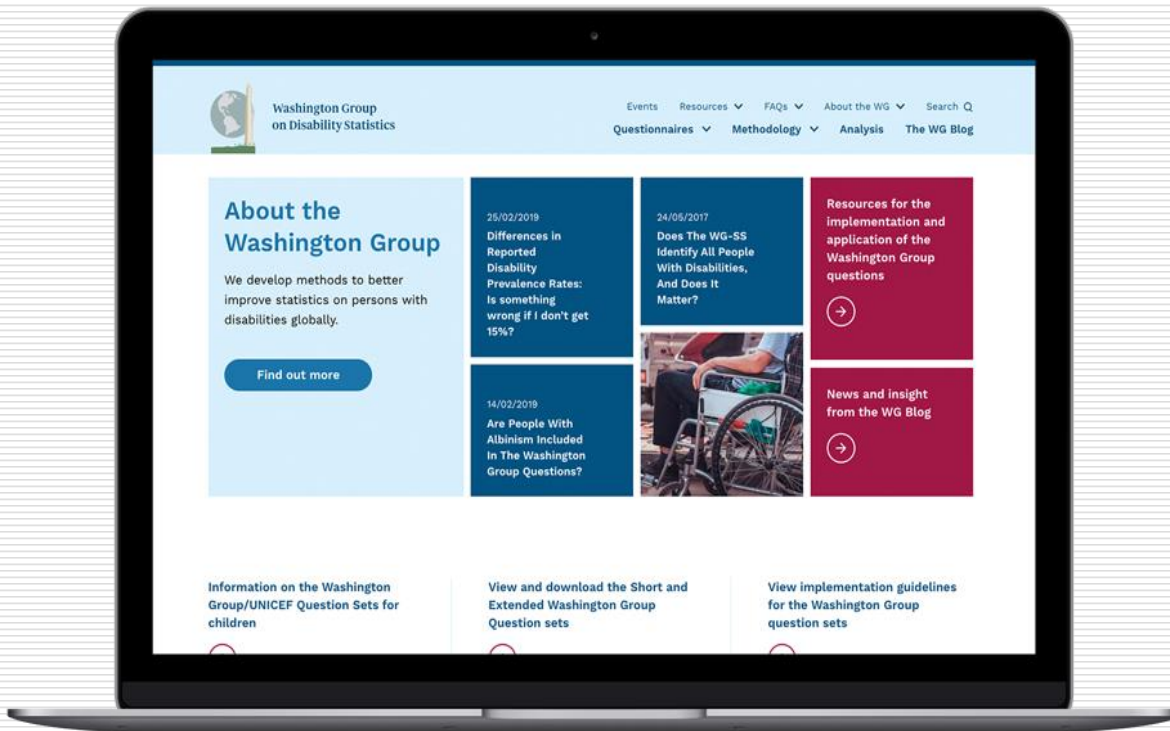 Washington Group
on Disability Statistics
Events Resources FAQs About the WG Search
Questionnaires Methodology Analysis The WG Blog
About the
Washington Group
We develop methods to better
improve statistics on persons with
disabilities globally.
Find out more
25/02/2019
Differences in
Reported
Disability
Prevalence Rates:
Is something
wrong if I don't get
15%?
14/02/2019
Are People With
Albinism Included
In The Washington
Group Questions?
24/05/2017
Does The WG-SS
Identify All People
With Disabilities,
And Does It
Matter?
Resources for the
implementation and
application of the
Washington Group
questions
News and insight
from the WG Blog
Information on the Washington
Group/UNICEF Question Sets for
children
View and download the Short and
Extended Washington Group
Question sets
View implementation guidelines
for the Washington Group
question sets